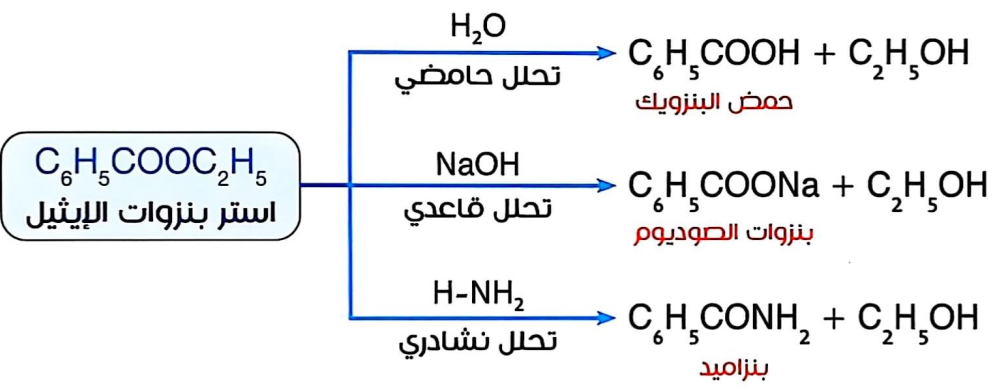 C₆H₅COOC₂H₅
استر بنزوات الإيثيل
H₂O
تحلل حامضي
C₆H₅COOH + C₂H₅OH
حمض البنزويك
NaOH
تحلل قاعدي
C₆H₅COONa + C₂H₅OH
بنزوات الصوديوم
H-NH₂
تحلل نشادري
C₆H₅CONH₂ + C₂H₅OH
بنزاميد